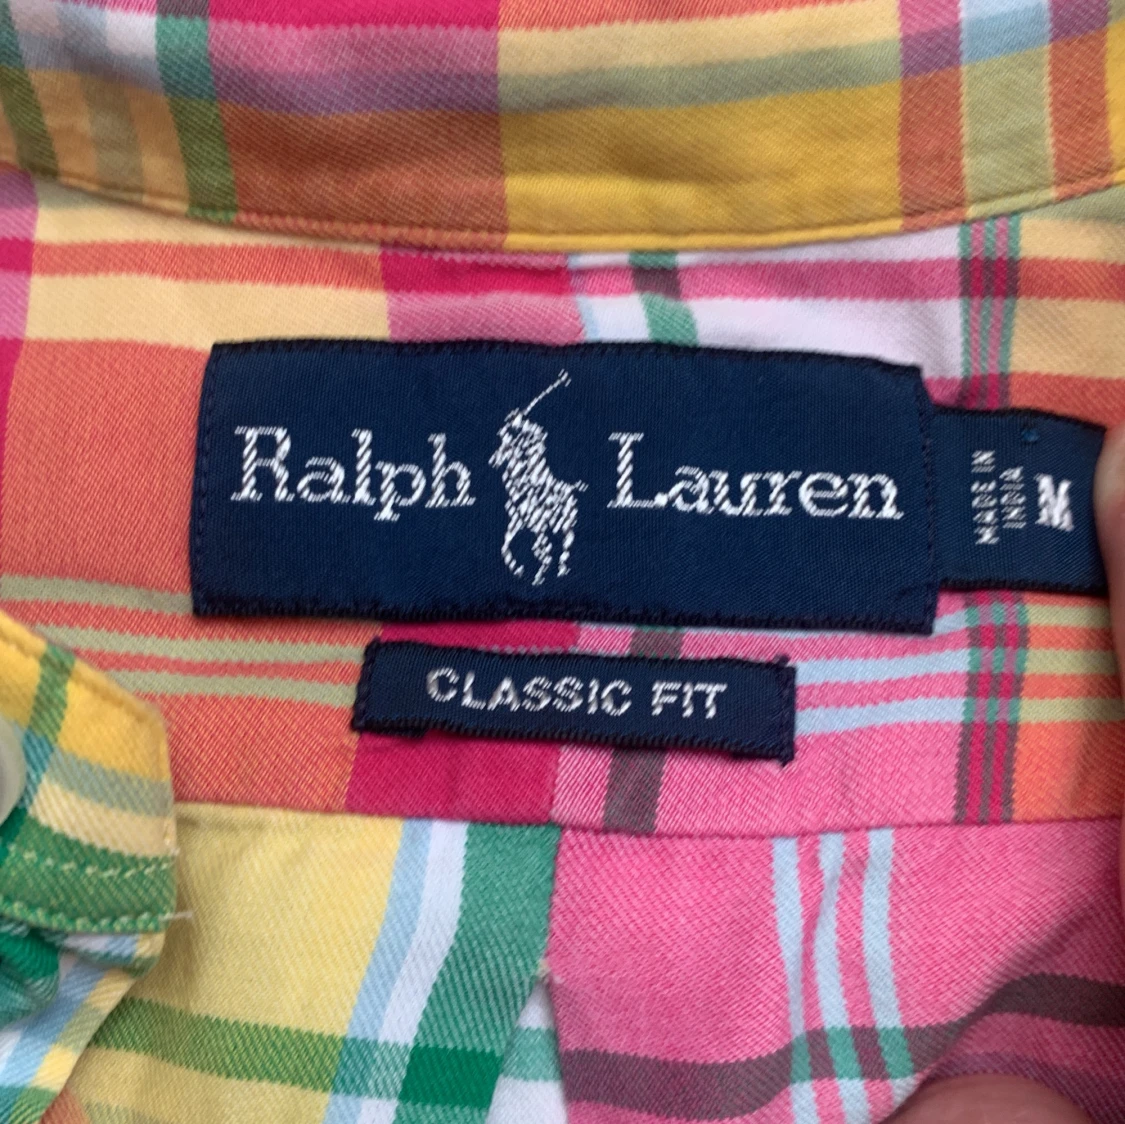 Ralph Lauren
MADE IN
INDIA
M
CLASSIC FIT